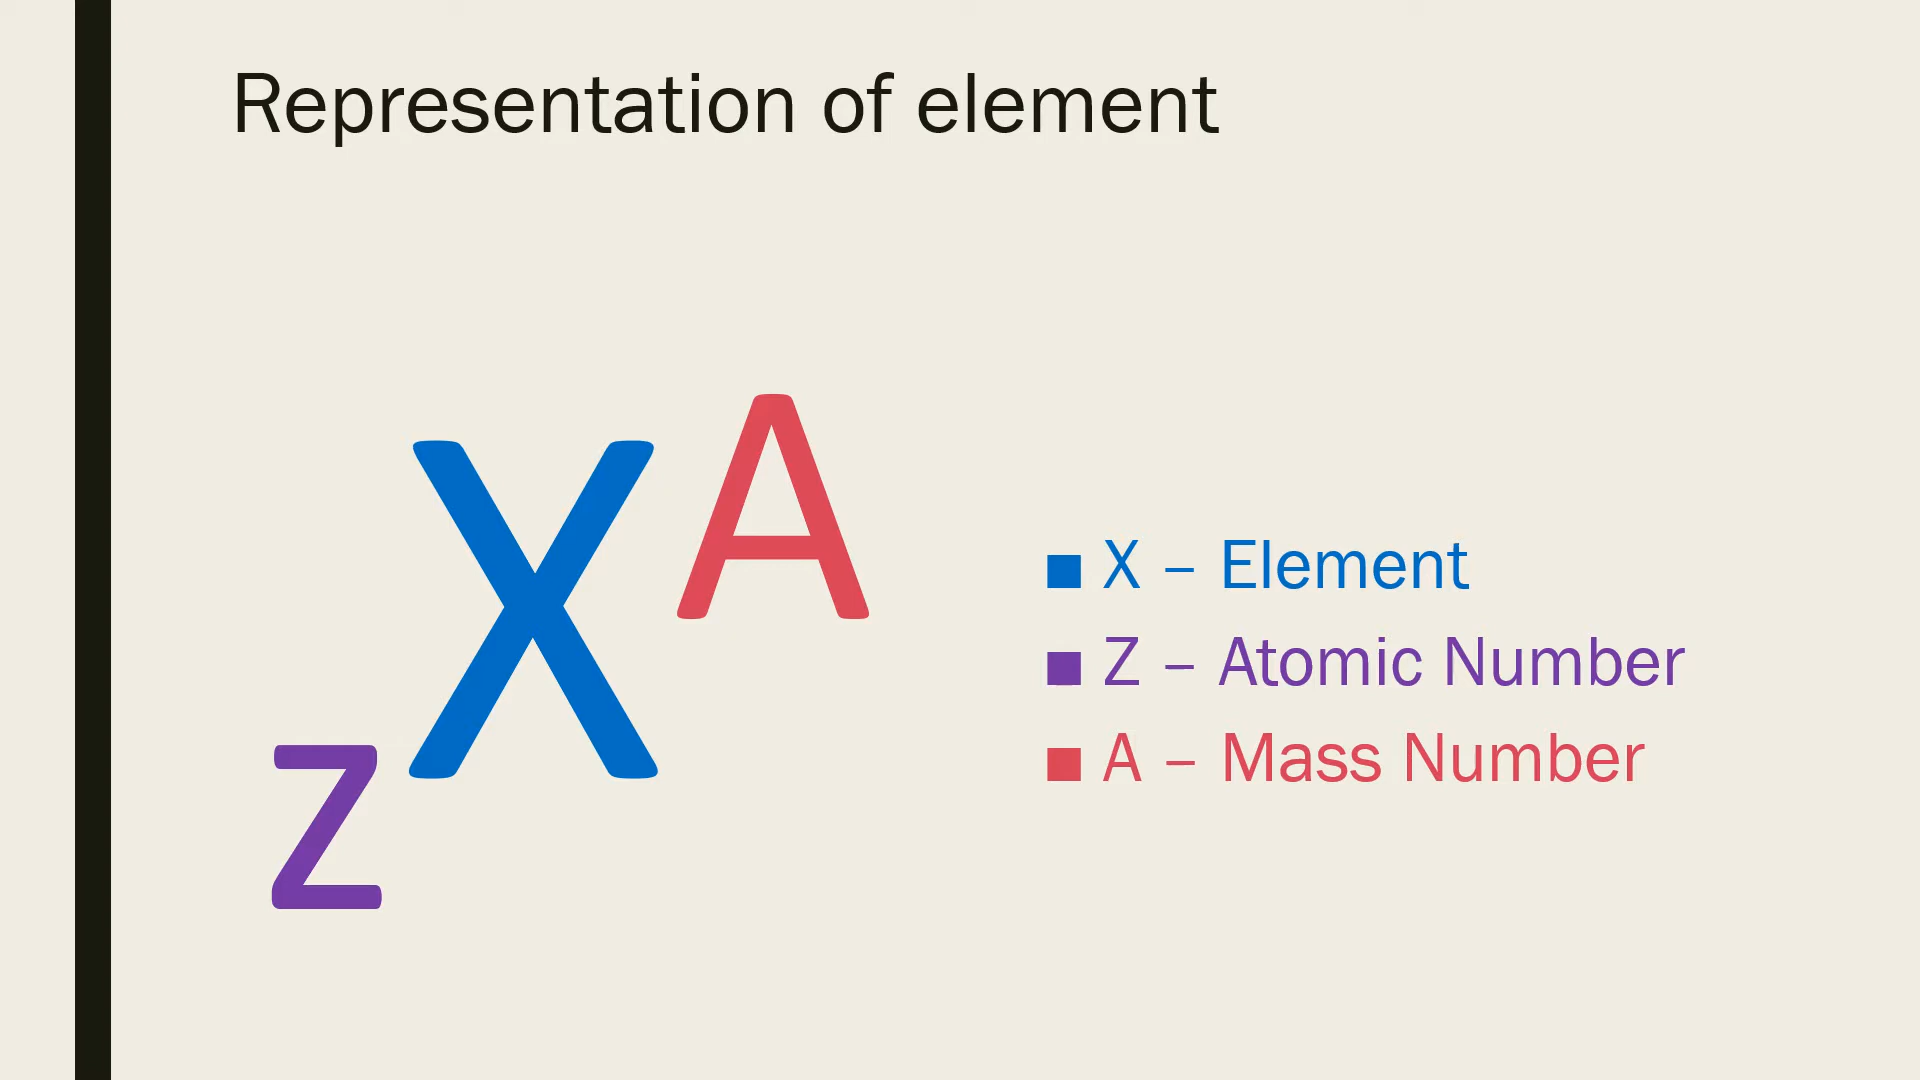 Representation of element
X
A
Z
X – Element
Z – Atomic Number
A – Mass Number